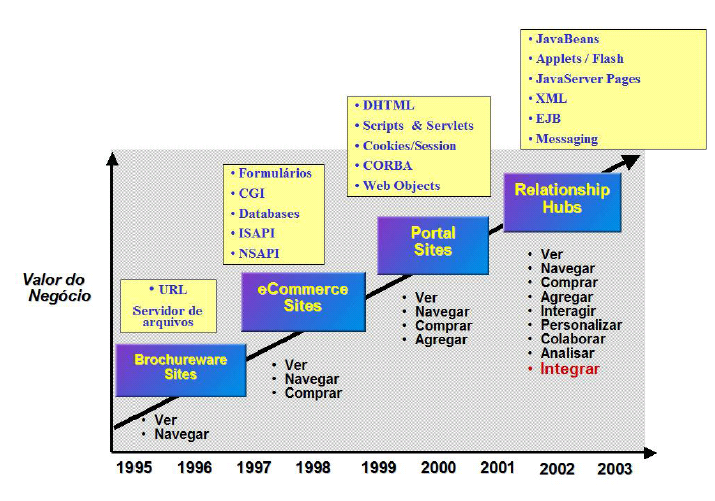 • JavaBeans
• Applets / Flash
• JavaServer Pages
• XML
• EJB
• Messaging
• DHTML
• Scripts & Servlets
• Cookies/Session
• CORBA
• Web Objects
• Formulários
• CGI
• Databases
• ISAPI
• NSAPI
• URL
Servidor de
arquivos
Valor do
Negócio
Brochureware
Sites
• Ver
• Navegar
eCommerce
Sites
• Ver
• Navegar
• Comprar
Portal
Sites
• Ver
• Navegar
• Comprar
• Agregar
Relationship
Hubs
• Ver
• Navegar
• Comprar
• Agregar
• Interagir
• Personalizar
• Colaborar
• Analisar
• Integrar
1995 1996 1997 1998 1999 2000 2001 2002 2003